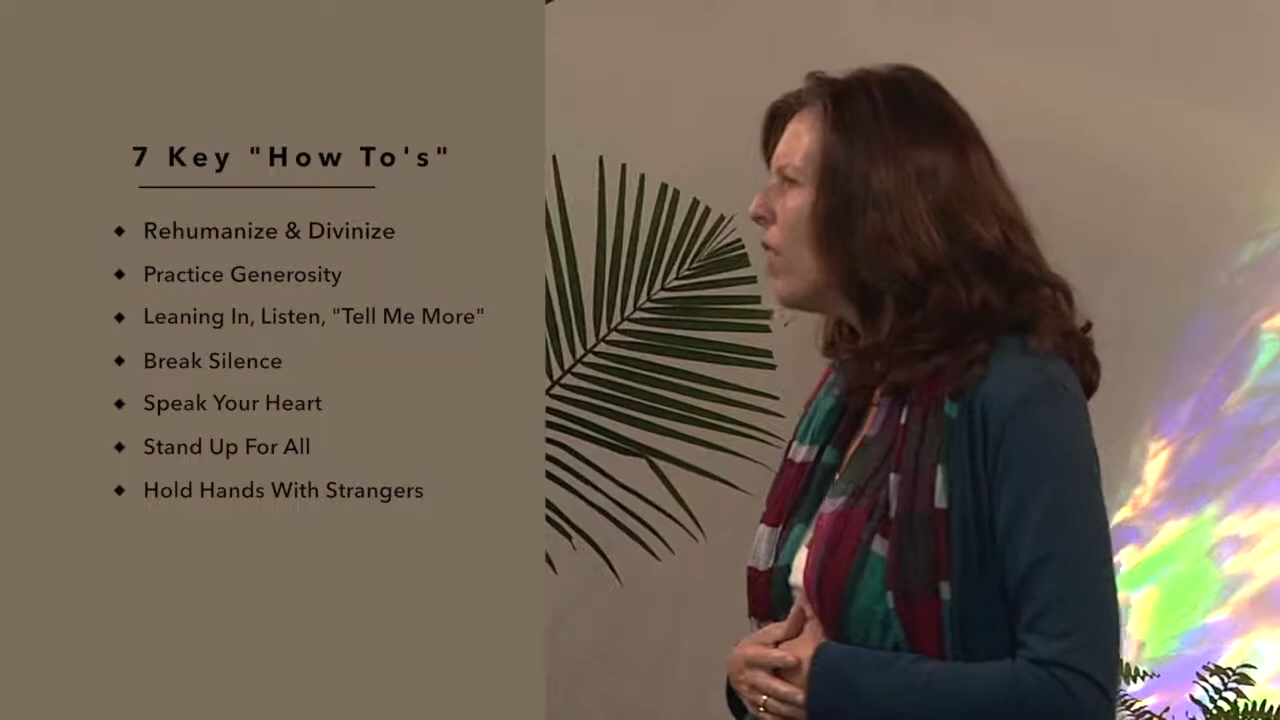 7 Key "How To's"
Rehumanize & Divinize
Practice Generosity
Leaning In, Listen, "Tell Me More"
Break Silence
Speak Your Heart
Stand Up For All
Hold Hands With Strangers